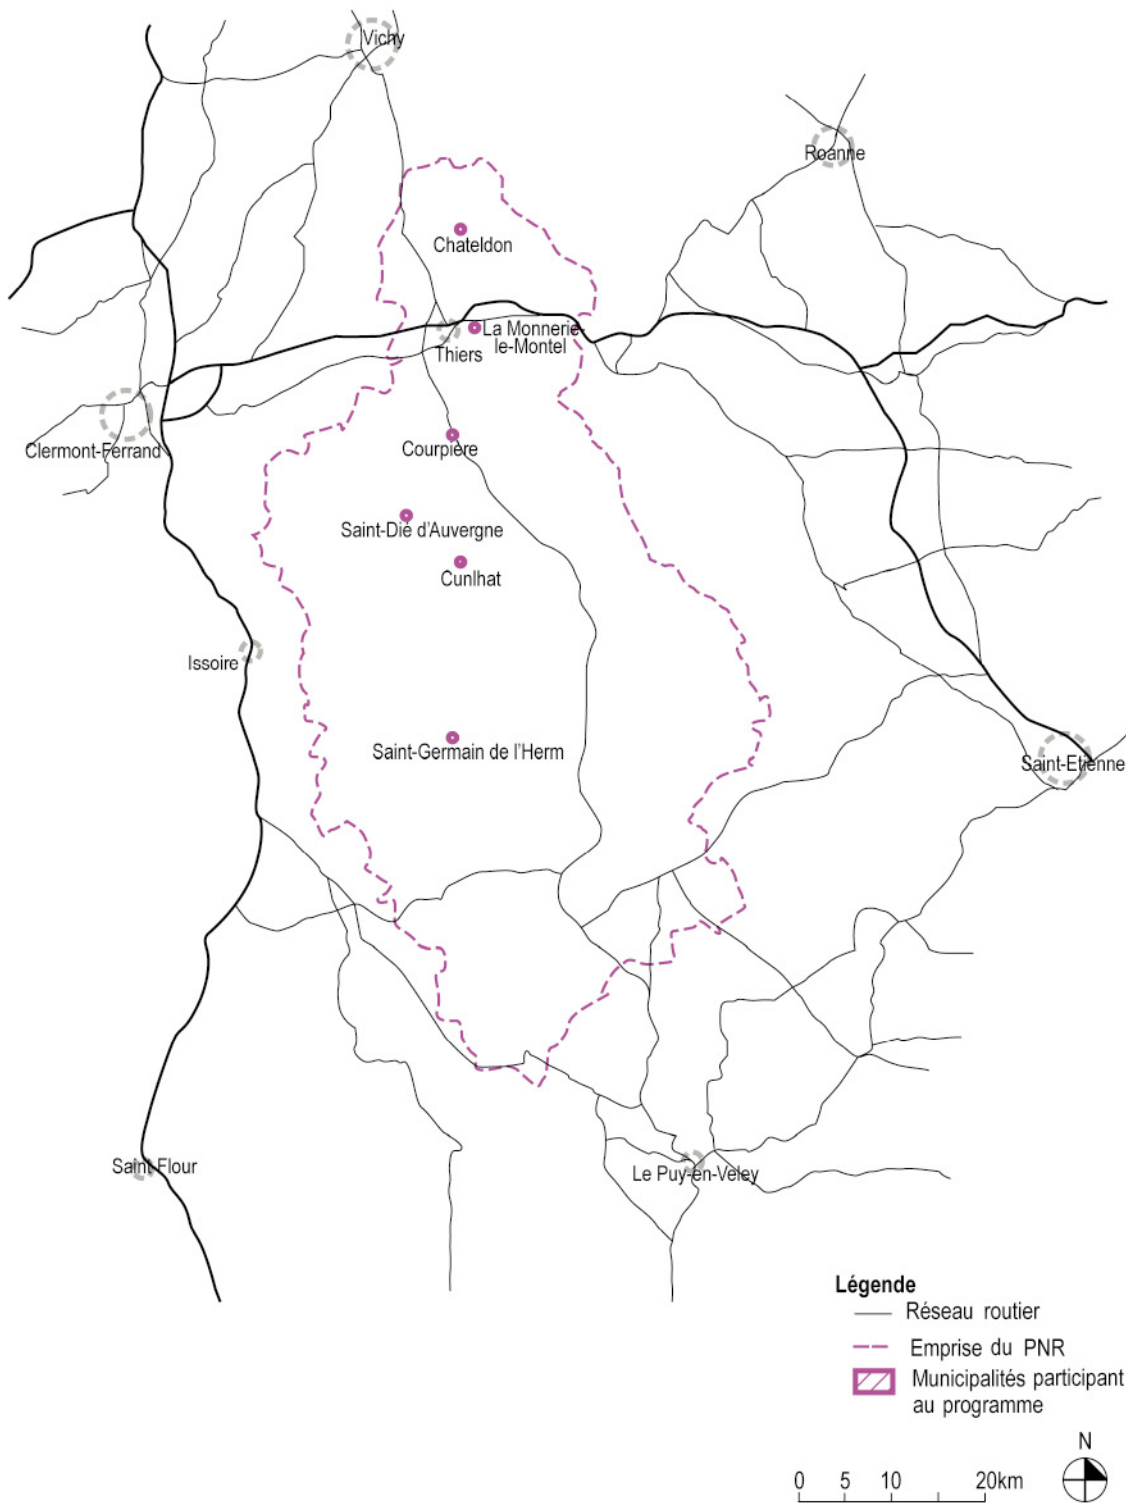 Vichy
Roanne
Chateldon
La Monnerie-
le-Montel
Thiers
Clermont-Ferrand
Courpière
Saint-Dié d'Auvergne
Cunlhat
Issoire
Saint-Germain de l'Herm
Saint-Etienne
Saint-Flour
Le Puy-en-Veley
Légende
Réseau routier
Emprise du PNR
Municipalités participant
au programme
N
0 5 10 20km